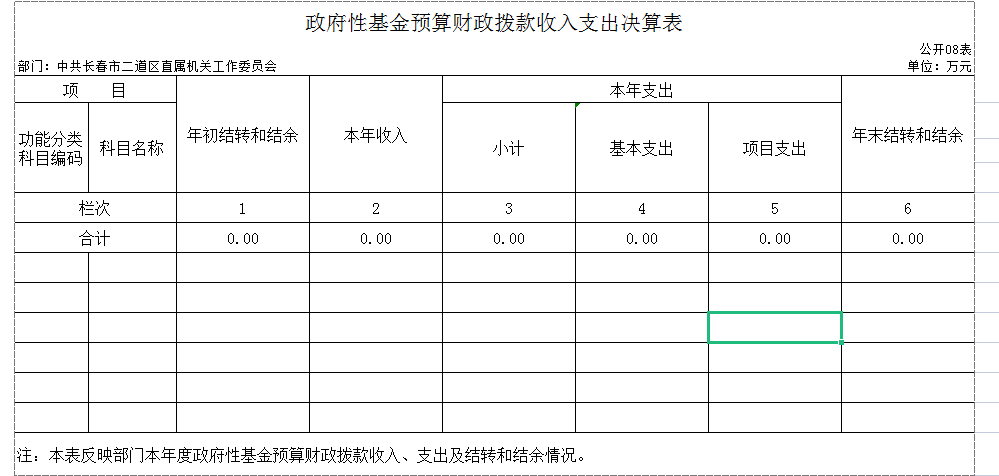 政府性基金预算财政拨款收入支出决算表
公开08表
部门：中共长春市二道区直属机关工作委员会
单位：万元
项 目
年初结转和结余
本年收入
本年支出
年末结转和结余
功能分类
科目编码
科目名称
小计
基本支出
项目支出
栏次 1 2 3 4 5 6
合计 0.00 0.00 0.00 0.00 0.00 0.00
注：本表反映部门本年度政府性基金预算财政拨款收入、支出及结转和结余情况。